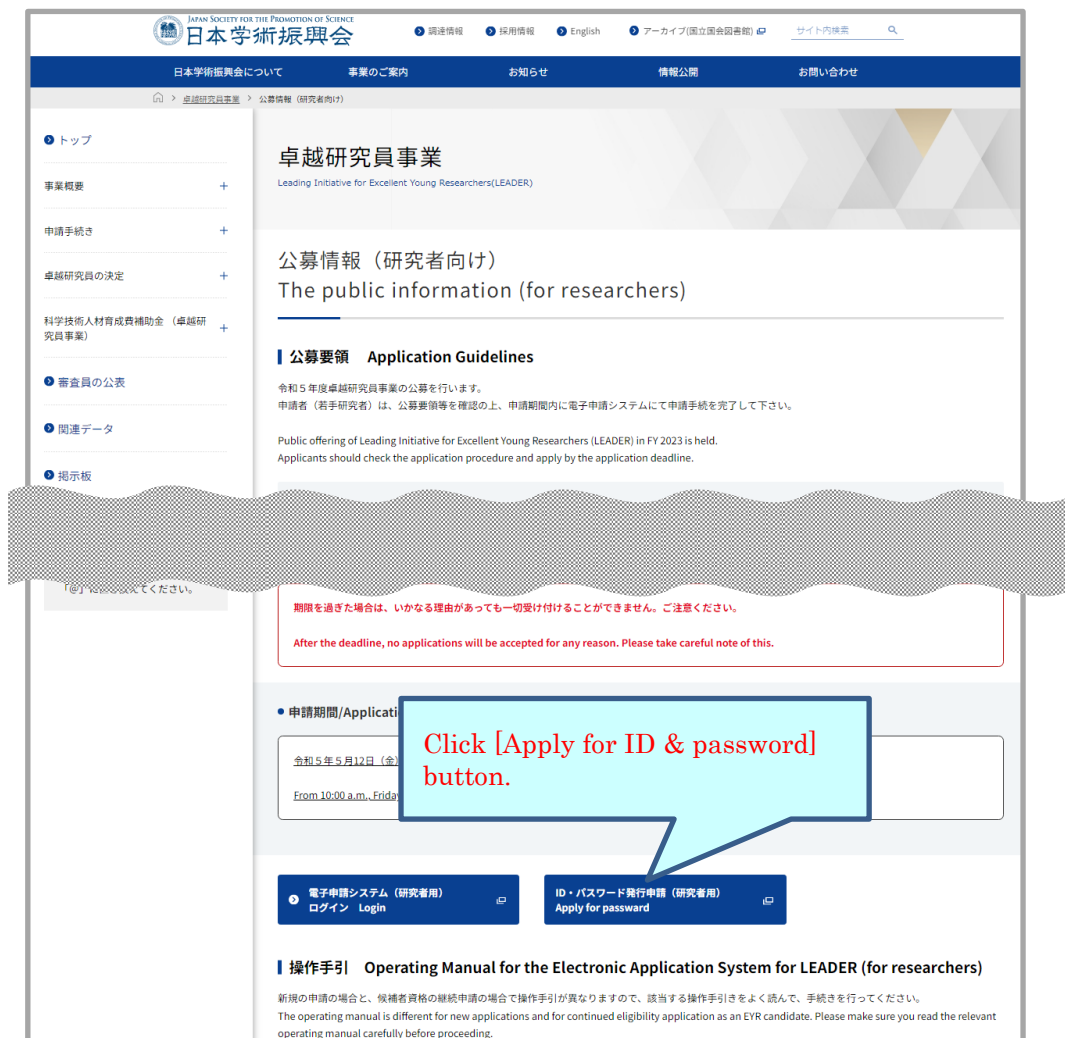 JAPAN SOCIETY FOR THE PROMOTION OF SCIENCE
日本学術振興会
調達情報 採用情報 English アーカイブ(国立国会図書館) サイト内検索
日本学術振興会について 事業のご案内 お知らせ 情報公開 お問い合わせ
卓越研究員事業 > 公募情報（研究者向け）
トップ
事業概要
申請手続き
卓越研究員の決定
科学技術人材育成費補助金 （卓越研
究員事業）
審査員の公表
関連データ
掲示板
卓越研究員事業
Leading Initiative for Excellent Young Researchers(LEADER)
公募情報（研究者向け）
The public information (for researchers)
公募要領 Application Guidelines
令和５年度卓越研究員事業の公募を行います。
申請者（若手研究者）は、公募要領等を確認の上、申請期間内に電子申請システムにて申請手続を完了して下さい。
Public offering of Leading Initiative for Excellent Young Researchers (LEADER) in FY 2023 is held.
Applicants should check the application procedure and apply by the application deadline.
てください。
期限を過ぎた場合は、いかなる理由があっても一切受け付けることができません。ご注意ください。
After the deadline, no applications will be accepted for any reason. Please take careful note of this.
申請期間/Applicati
令和５年５月12日（金）
From 10:00 a.m., Friday
Click [Apply for ID & password]
button.
電子申請システム（研究者用）
ログイン Login
ID・パスワード発行申請（研究者用）
Apply for passward
操作手引 Operating Manual for the Electronic Application System for LEADER (for researchers)
新規の申請の場合と、候補者資格の継続申請の場合で操作手引が異なりますので、該当する操作手引きをよく読んで、手続きを行ってください。
The operating manual is different for new applications and for continued eligibility application as an EYR candidate. Please make sure you read the relevant
operating manual carefully before proceeding.